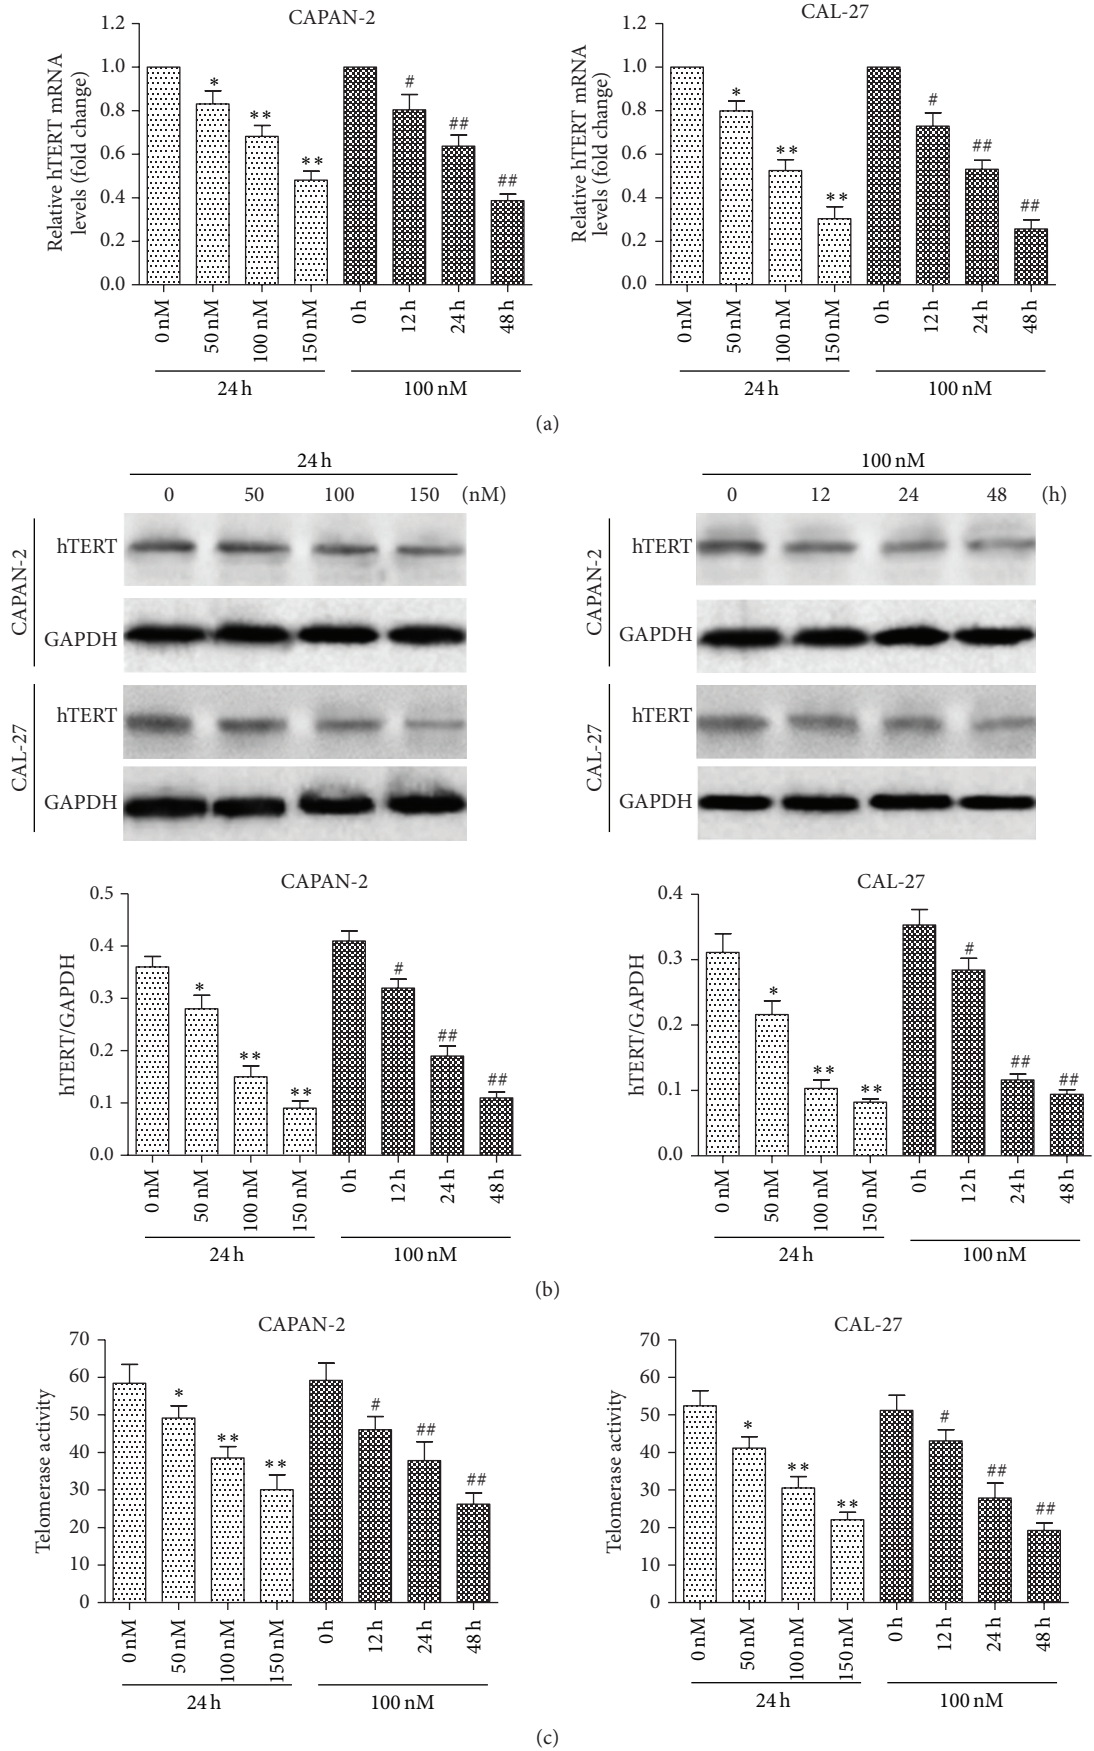 CAPAN-2
Relative hTERT mRNA
levels (fold change)
1.2
1.0
0.8
0.6
0.4
0.2
0.0
*
**
**
#
##
##
0 nM
50 nM
100 nM
150 nM
0 h
12 h
24 h
48 h
24 h
100 nM
CAL-27
Relative hTERT mRNA
levels (fold change)
1.2
1.0
0.8
0.6
0.4
0.2
0.0
*
**
**
#
##
##
0 nM
50 nM
100 nM
150 nM
0 h
12 h
24 h
48 h
24 h
100 nM
(a)
24 h
0 50 100 150 (nM)
CAPAN-2
hTERT
GAPDH
CAL-27
hTERT
GAPDH
100 nM
0 12 24 48 (h)
CAPAN-2
hTERT
GAPDH
CAL-27
hTERT
GAPDH
CAPAN-2
hTERT/GAPDH
0.5
0.4
0.3
0.2
0.1
0.0
*
**
**
#
##
##
0 nM
50 nM
100 nM
150 nM
0 h
12 h
24 h
48 h
24 h
100 nM
CAL-27
hTERT/GAPDH
0.4
0.3
0.2
0.1
0.0
*
**
**
#
##
##
0 nM
50 nM
100 nM
150 nM
0 h
12 h
24 h
48 h
24 h
100 nM
(b)
CAPAN-2
Telomerase activity
70
60
50
40
30
20
10
0
*
**
**
#
##
##
0 nM
50 nM
100 nM
150 nM
0 h
12 h
24 h
48 h
24 h
100 nM
CAL-27
Telomerase activity
70
60
50
40
30
20
10
0
*
**
**
#
##
##
0 nM
50 nM
100 nM
150 nM
0 h
12 h
24 h
48 h
24 h
100 nM
(c)